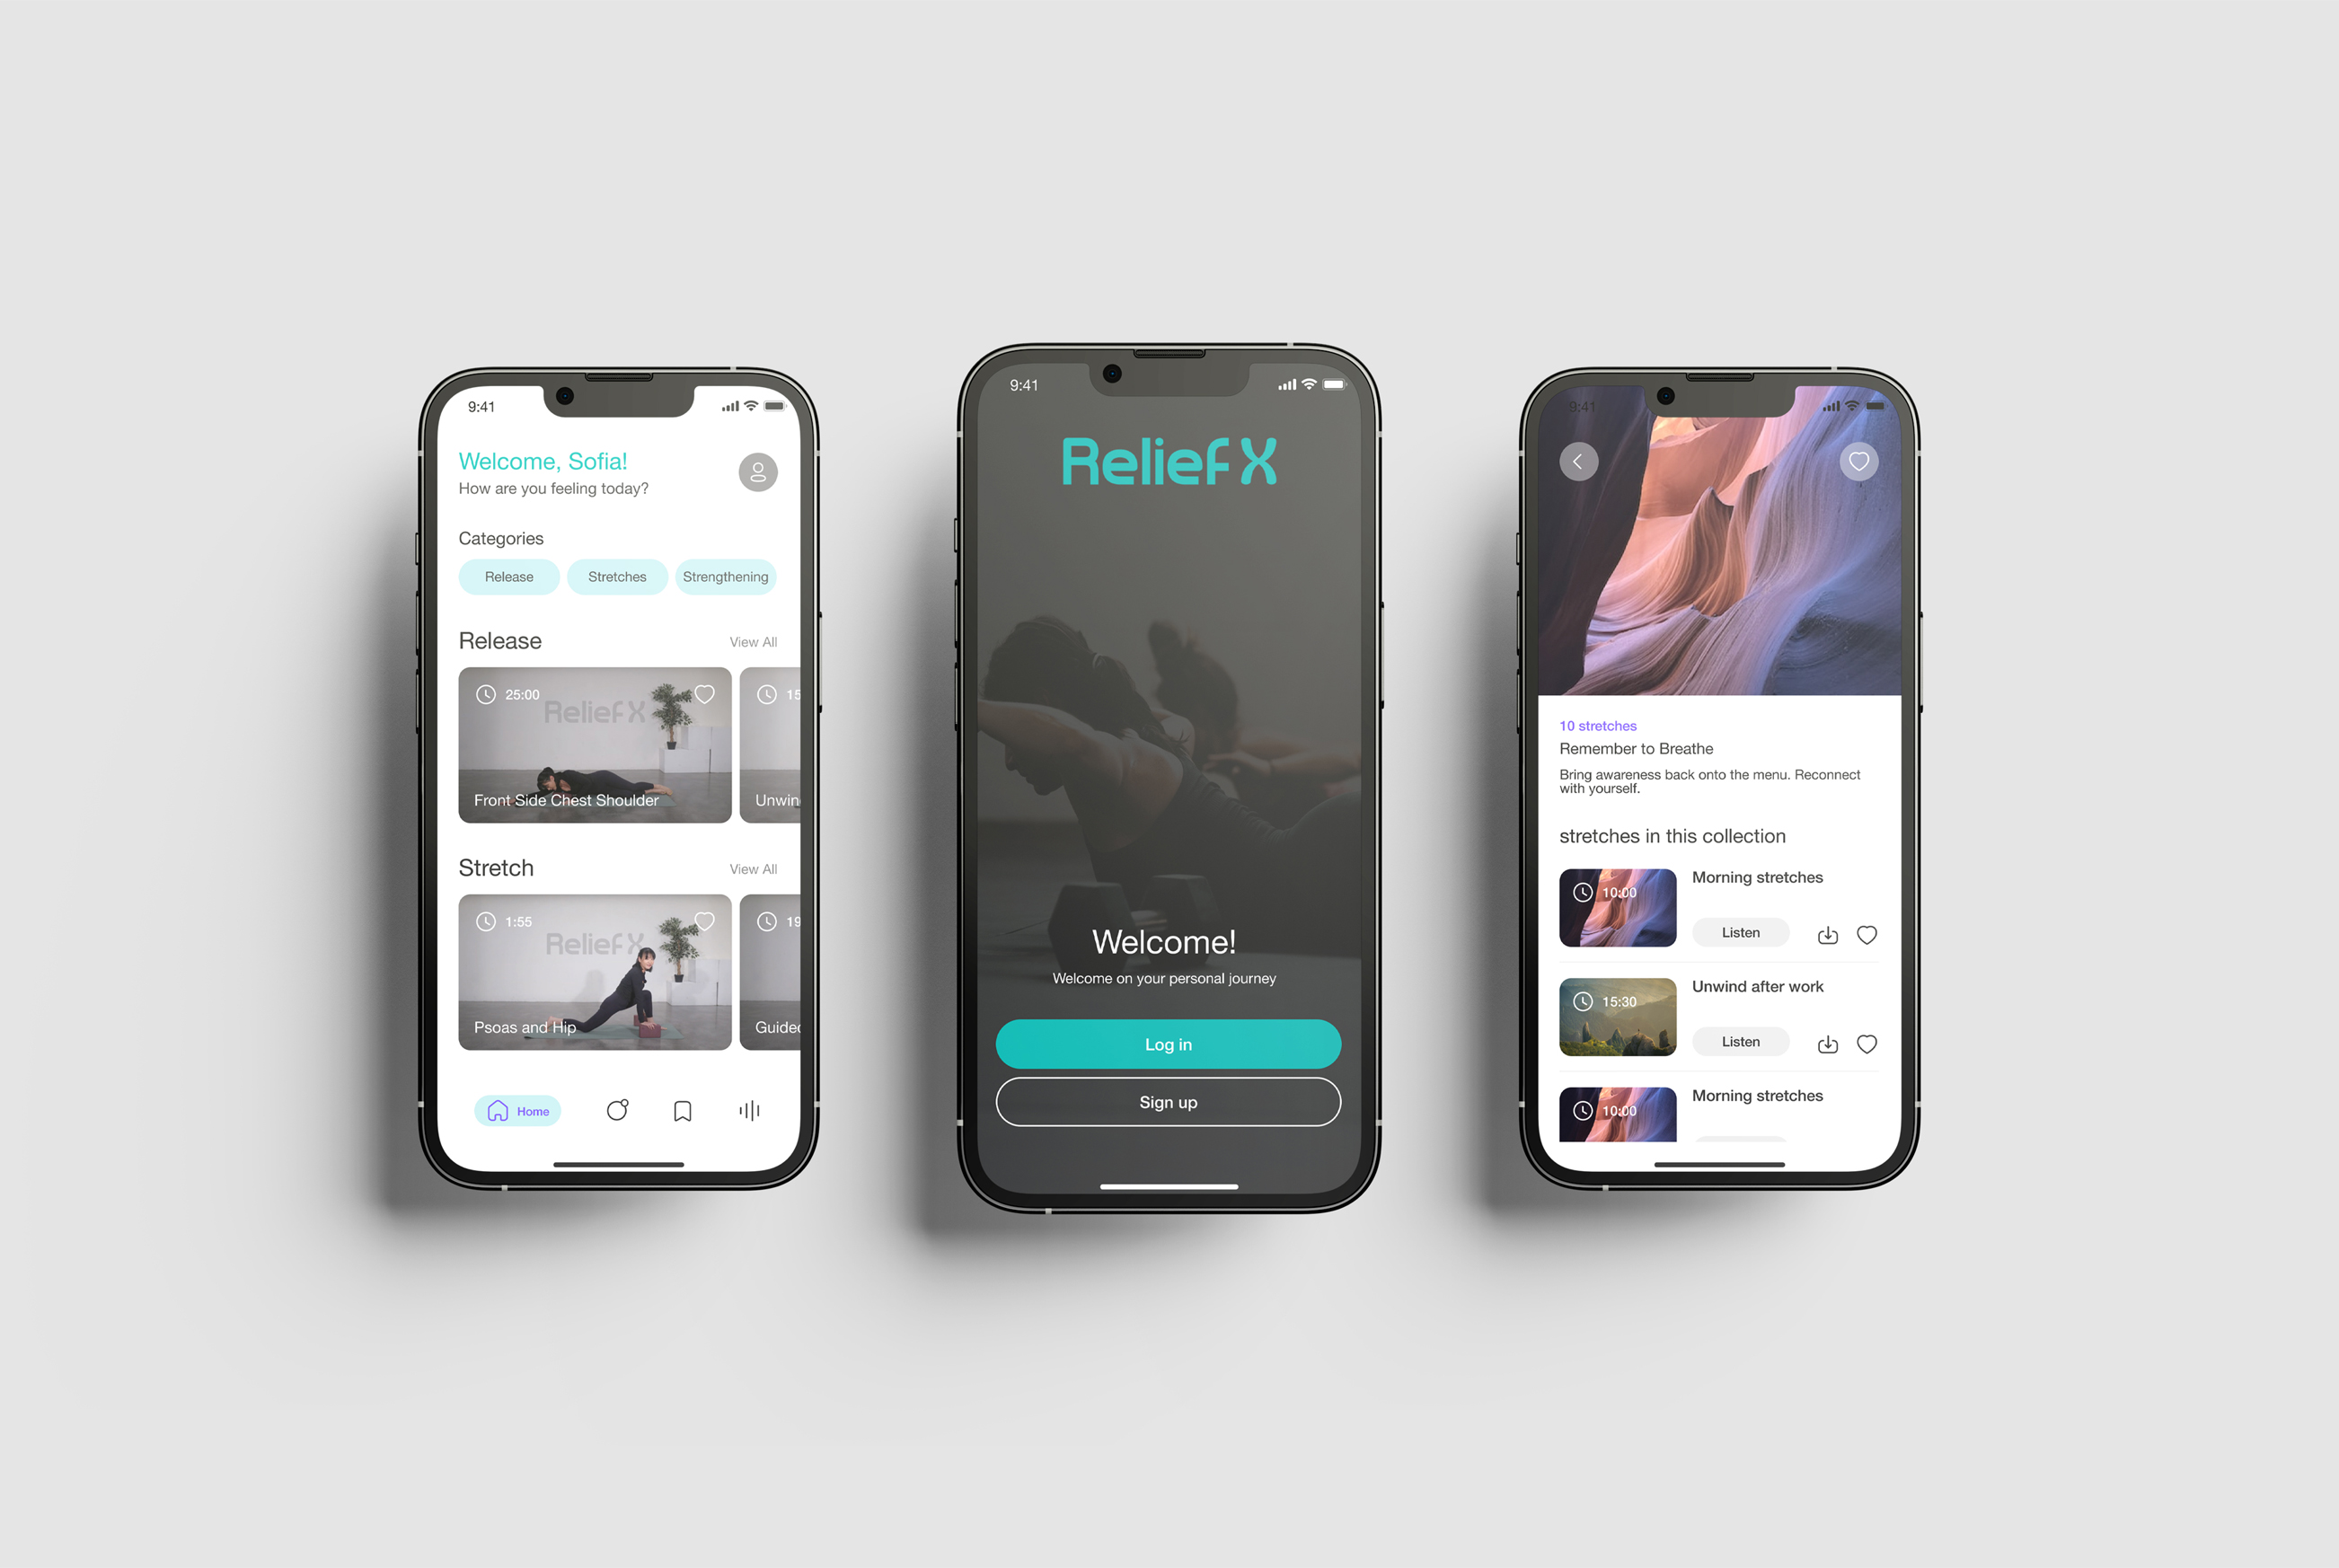 9:41
Welcome, Sofia!
How are you feeling today?
Categories
Release Stretches Strengthening
Release View All
25:00 15
Relief X
Front Side Chest Shoulder Unwin
Stretch View All
1:55 19
Relief X
Psoas and Hip Guided
Home
9:41
Relief X
Welcome!
Welcome on your personal journey
Log in
Sign up
9:41
10 stretches
Remember to Breathe
Bring awareness back onto the menu. Reconnect
with yourself.
stretches in this collection
10:00 Morning stretches
Listen
15:30 Unwind after work
Listen
10:00 Morning stretches